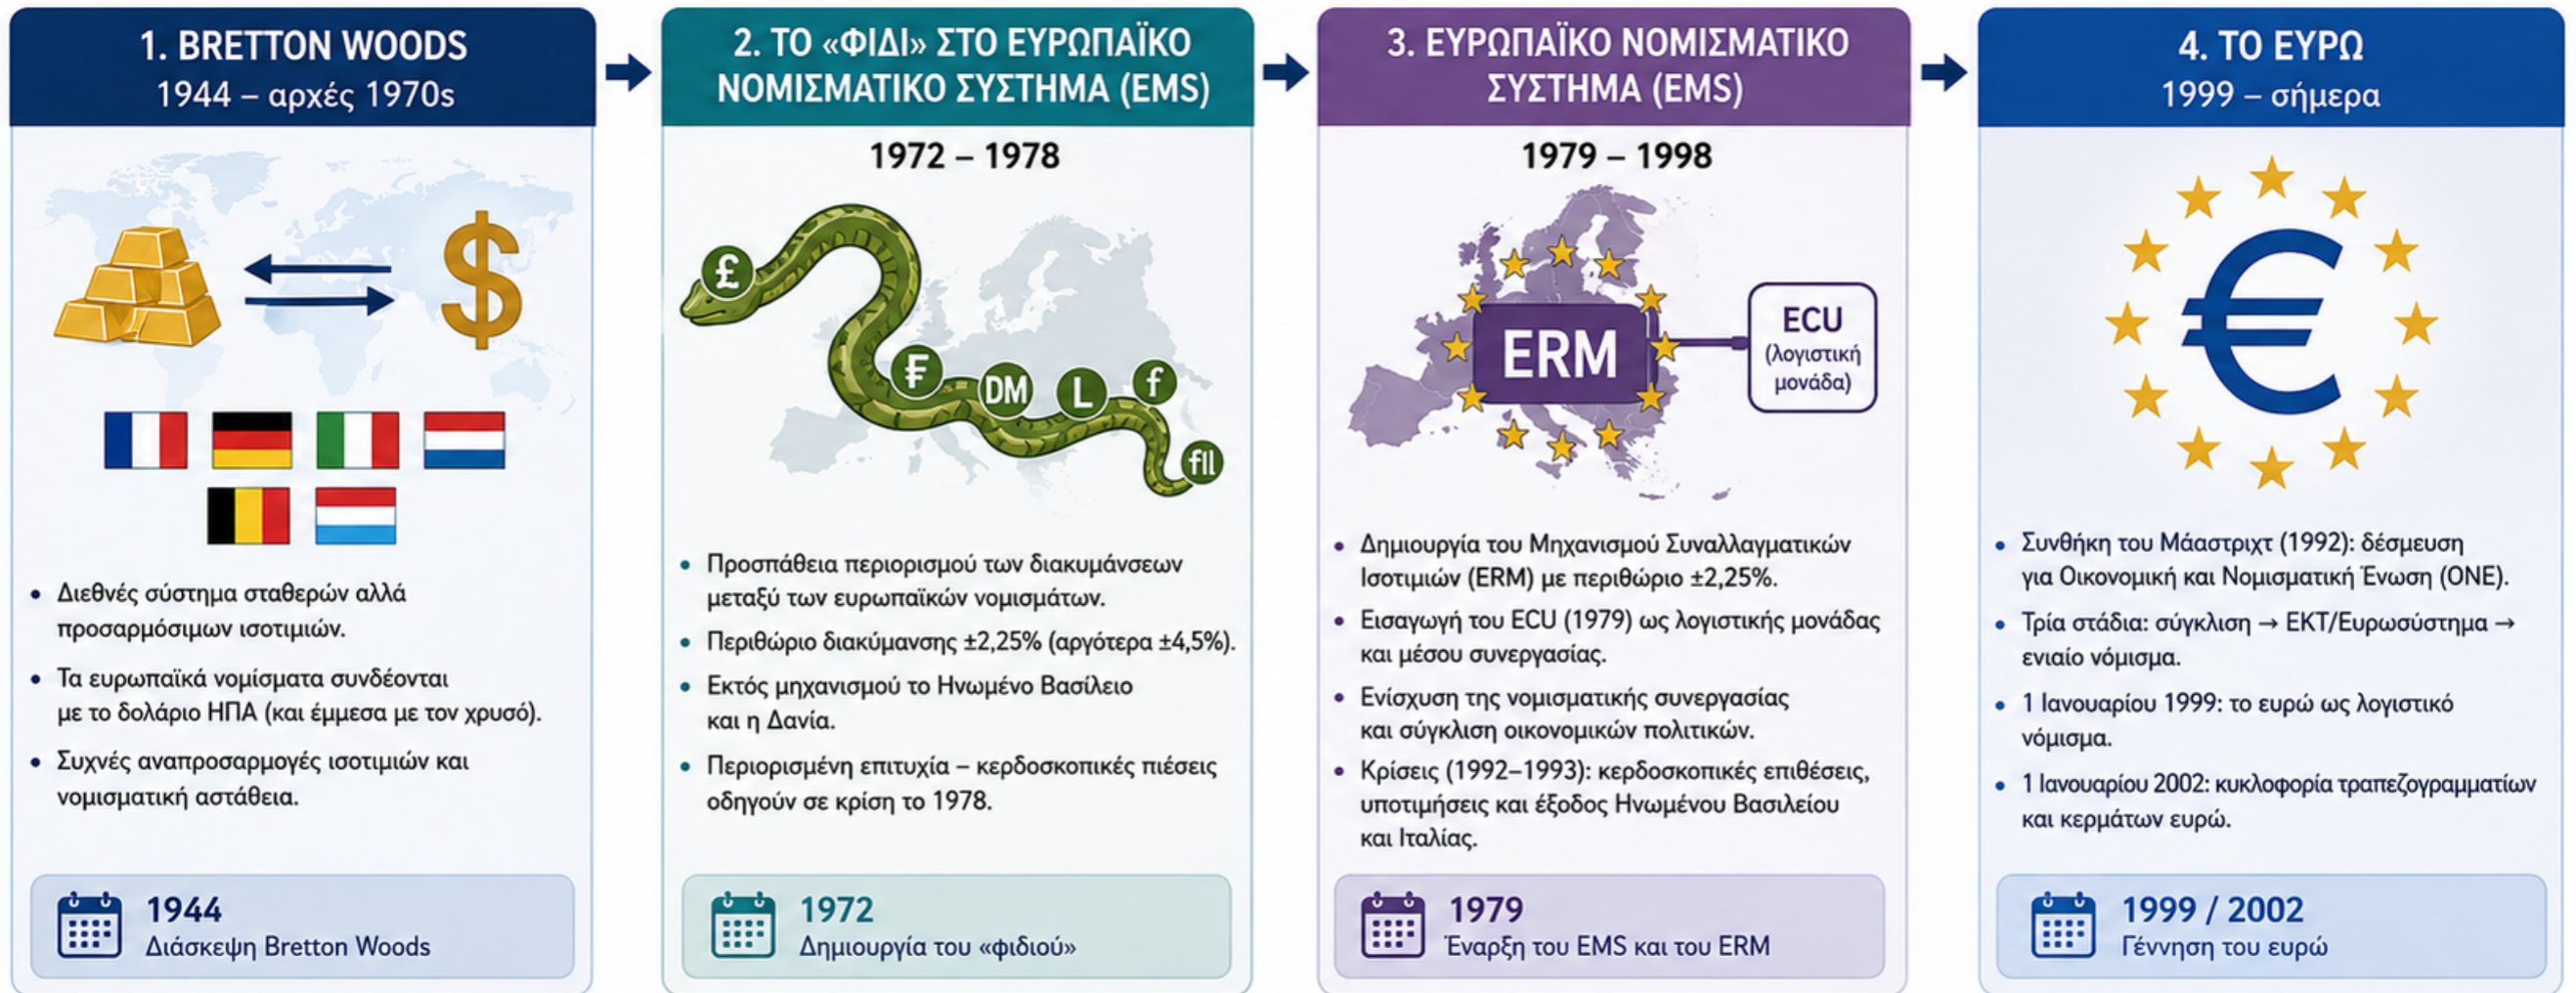 1. BRETTON WOODS
1944 – αρχές 1970s
$
• Διεθνές σύστημα σταθερών αλλά
προσαρμόσιμων ισοτιμιών.
• Τα ευρωπαϊκά νομίσματα συνδέονται
με το δολάριο ΗΠΑ (και έμμεσα με τον χρυσό).
• Συχνές αναπροσαρμογές ισοτιμιών και
νομισματική αστάθεια.
1944
Διάσκεψη Bretton Woods
2. ΤΟ «ΦΙΔΙ» ΣΤΟ ΕΥΡΩΠΑΪΚΟ
ΝΟΜΙΣΜΑΤΙΚΟ ΣΥΣΤΗΜΑ (EMS)
1972 – 1978
£
₣
DM
L
f
fll
• Προσπάθεια περιορισμού των διακυμάνσεων
μεταξύ των ευρωπαϊκών νομισμάτων.
• Περιθώριο διακύμανσης ±2,25% (αργότερα ±4,5%).
• Εκτός μηχανισμού το Ηνωμένο Βασίλειο
και η Δανία.
• Περιορισμένη επιτυχία – κερδοσκοπικές πιέσεις
οδηγούν σε κρίση το 1978.
1972
Δημιουργία του «φιδιού»
3. ΕΥΡΩΠΑΪΚΟ ΝΟΜΙΣΜΑΤΙΚΟ
ΣΥΣΤΗΜΑ (EMS)
1979 – 1998
ERM
ECU
(λογιστική
μονάδα)
• Δημιουργία του Μηχανισμού Συναλλαγματικών
Ισοτιμιών (ERM) με περιθώριο ±2,25%.
• Εισαγωγή του ECU (1979) ως λογιστικής μονάδας
και μέσου συνεργασίας.
• Ενίσχυση της νομισματικής συνεργασίας
και σύγκλιση οικονομικών πολιτικών.
• Κρίσεις (1992–1993): κερδοσκοπικές επιθέσεις,
υποτιμήσεις και έξοδος Ηνωμένου Βασιλείου
και Ιταλίας.
1979
Έναρξη του EMS και του ERM
4. ΤΟ ΕΥΡΩ
1999 – σήμερα
€
• Συνθήκη του Μάαστριχτ (1992): δέσμευση
για Οικονομική και Νομισματική Ένωση (ΟΝΕ).
• Τρία στάδια: σύγκλιση → ΕΚΤ/Ευρωσύστημα →
ενιαίο νόμισμα.
• 1 Ιανουαρίου 1999: το ευρώ ως λογιστικό
νόμισμα.
• 1 Ιανουαρίου 2002: κυκλοφορία τραπεζογραμματίων
και κερμάτων ευρώ.
1999 / 2002
Γέννηση του ευρώ